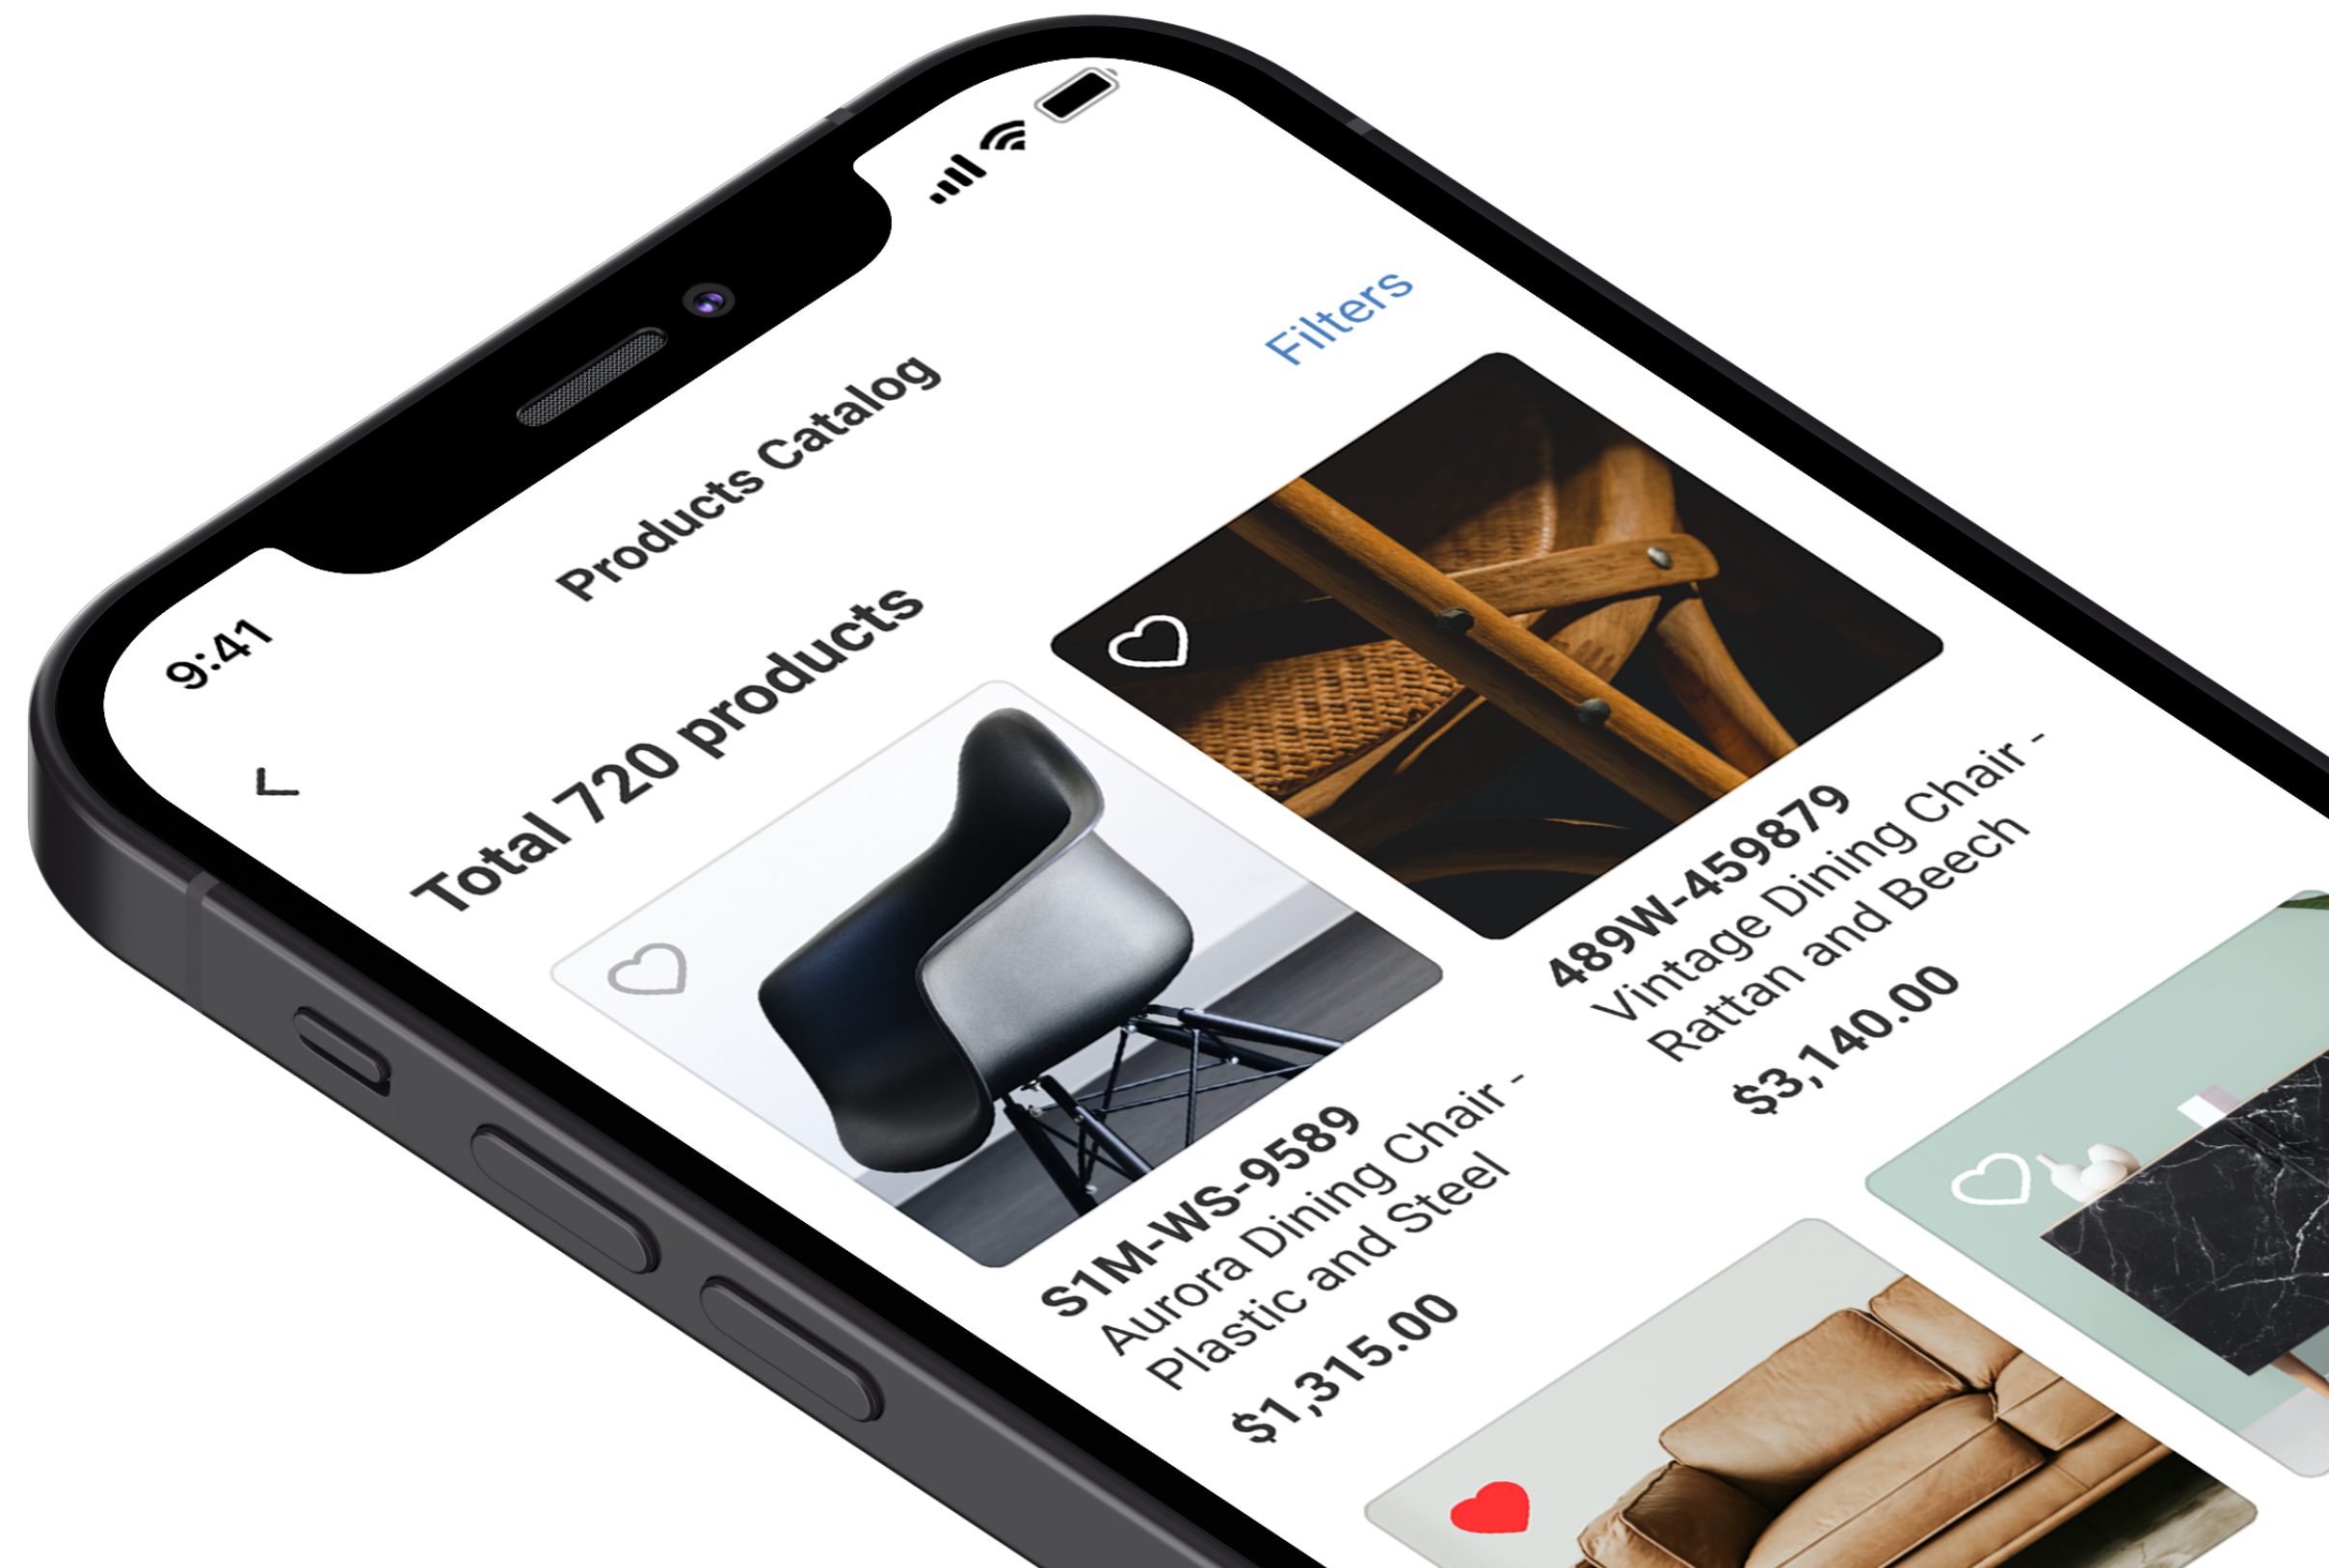 9:41
Products Catalog
Filters
Total 720 products
S1M-WS-9589
Aurora Dining Chair -
Plastic and Steel
$1,315.00
489W-459879
Vintage Dining Chair -
Rattan and Beech
$3,140.00